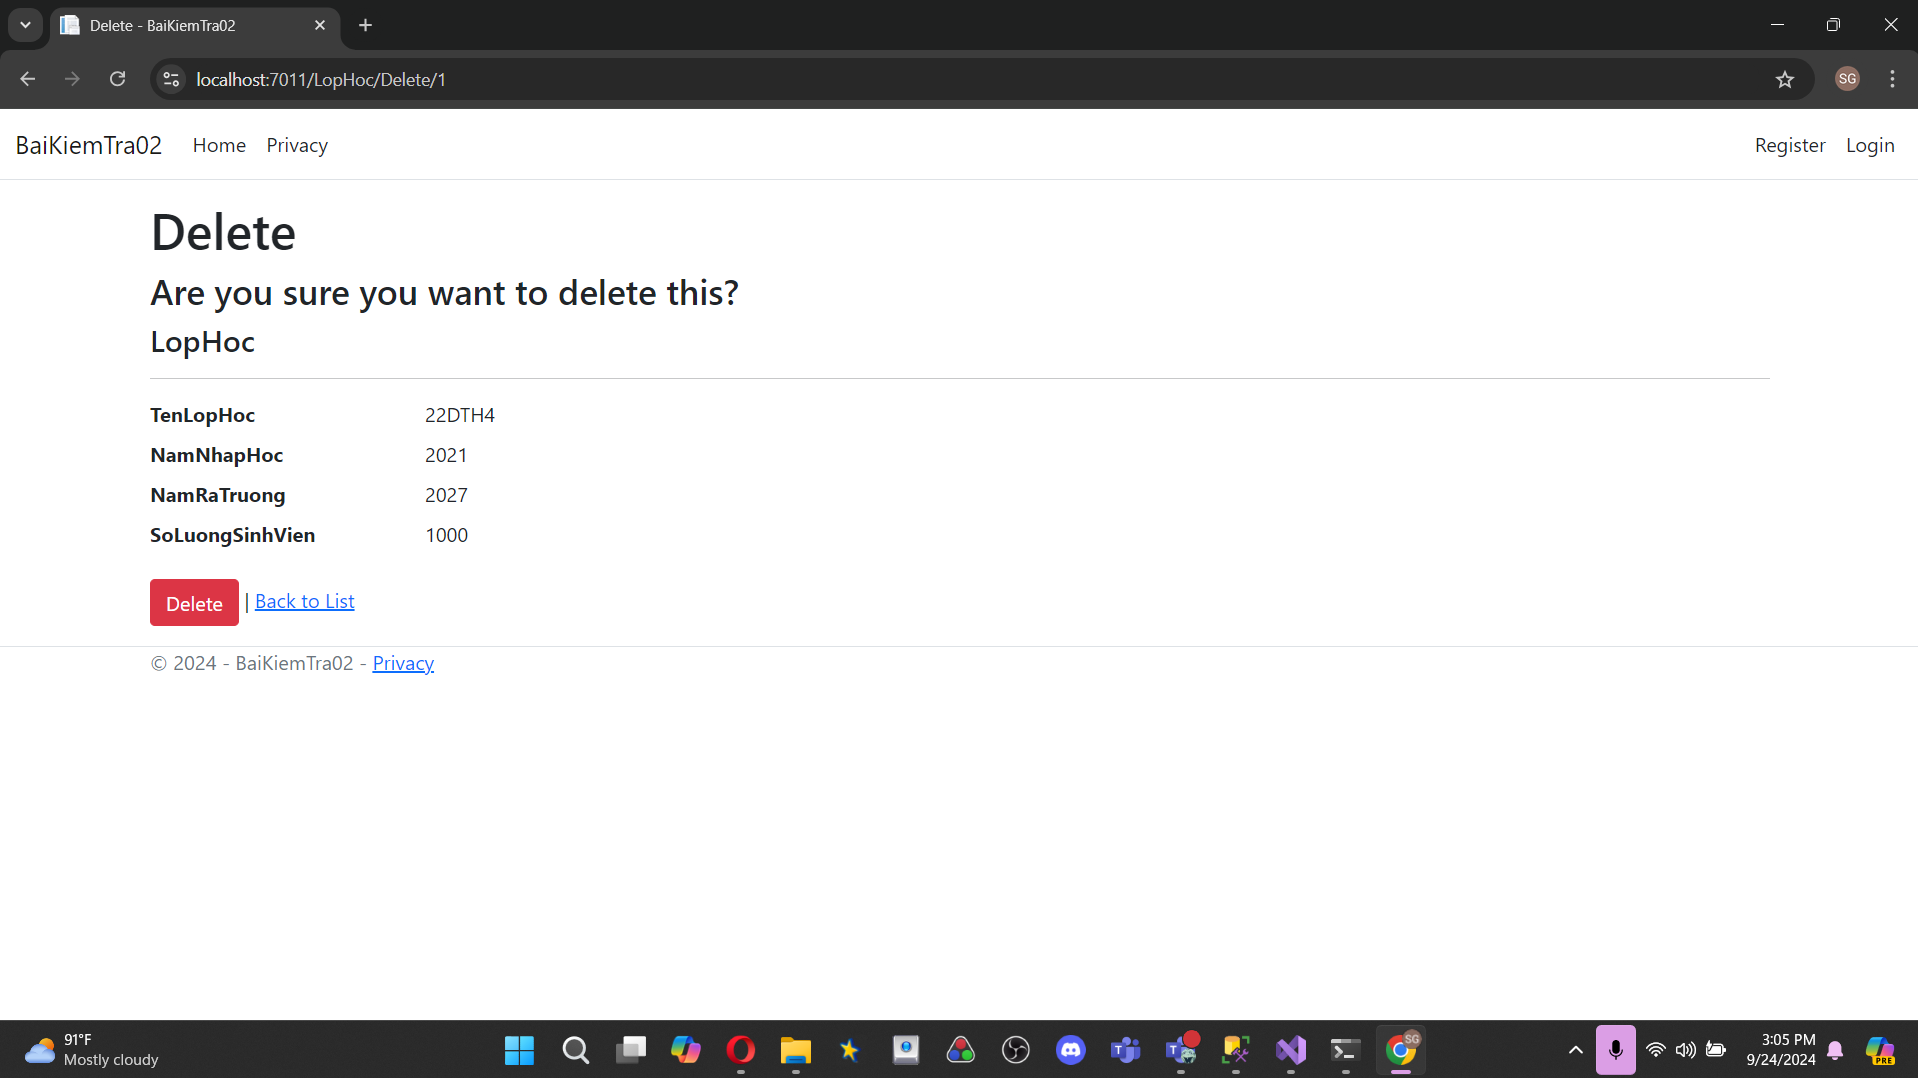 Delete - BaiKiemTra02
localhost:7011/LopHoc/Delete/1
SG
BaiKiemTra02 Home Privacy Register Login
Delete
Are you sure you want to delete this?
LopHoc
TenLopHoc 22DTH4
NamNhapHoc 2021
NamRaTruong 2027
SoLuongSinhVien 1000
Delete | Back to List
© 2024 - BaiKiemTra02 - Privacy
91°F
Mostly cloudy
SG
3:05 PM
9/24/2024
PRE